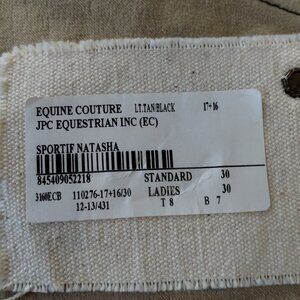 EQUINE COUTURE LT.TAN/BLACK 17+16
JPC EQUESTRIAN INC (EC)
SPORTIF NATASHA
845409052218 STANDARD 30
LADIES 30
3160ECB 110276-17+16/30
12-13/431 T 8 B 7